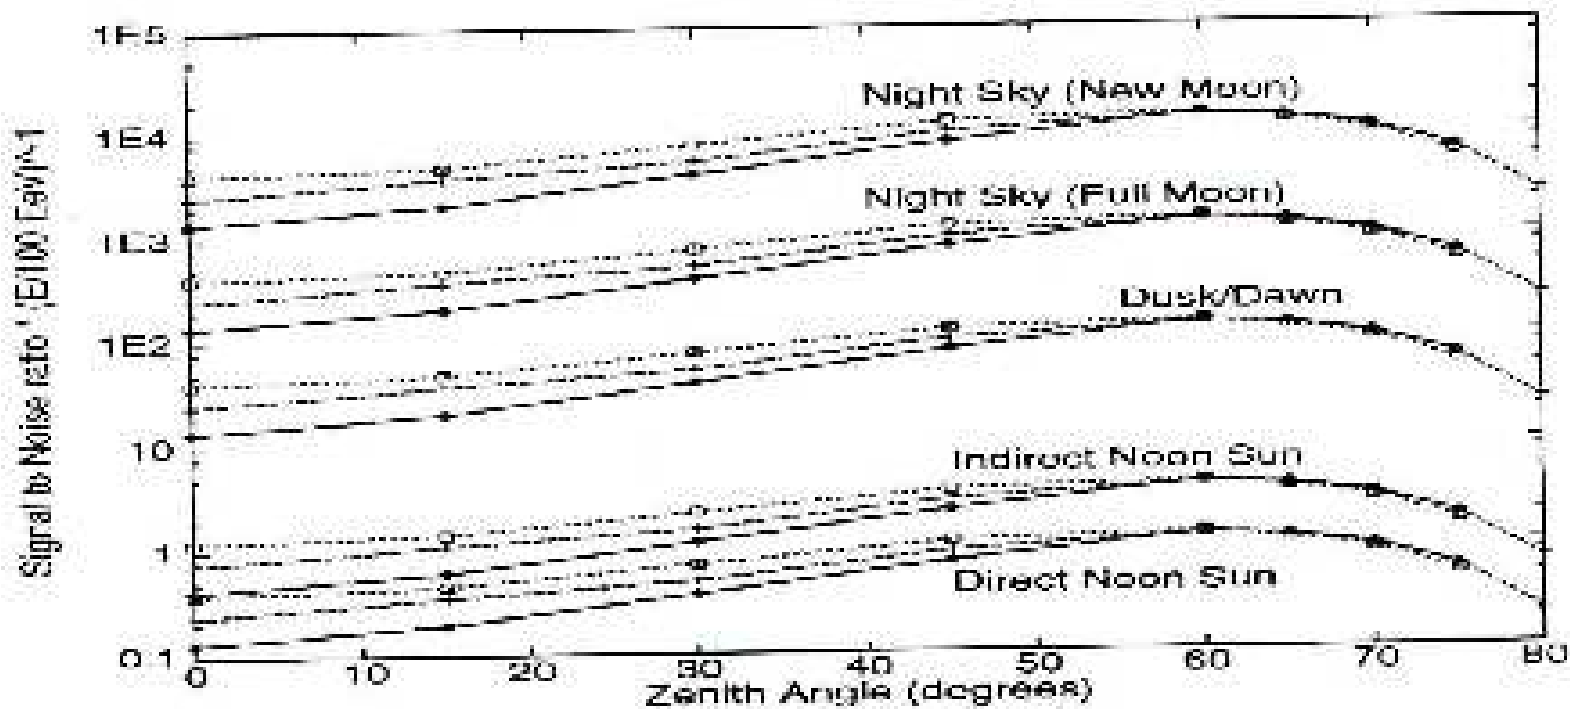 1E5
Night Sky (New Moon)
1E4
Night Sky (Full Moon)
1E3
Dusk/Dawn
1E2
Indirect Noon Sun
10
1
Direct Noon Sun
0.1
0 10 20 30 40 50 60 70 80
Zenith Angle (degrees)
Signal to Noise